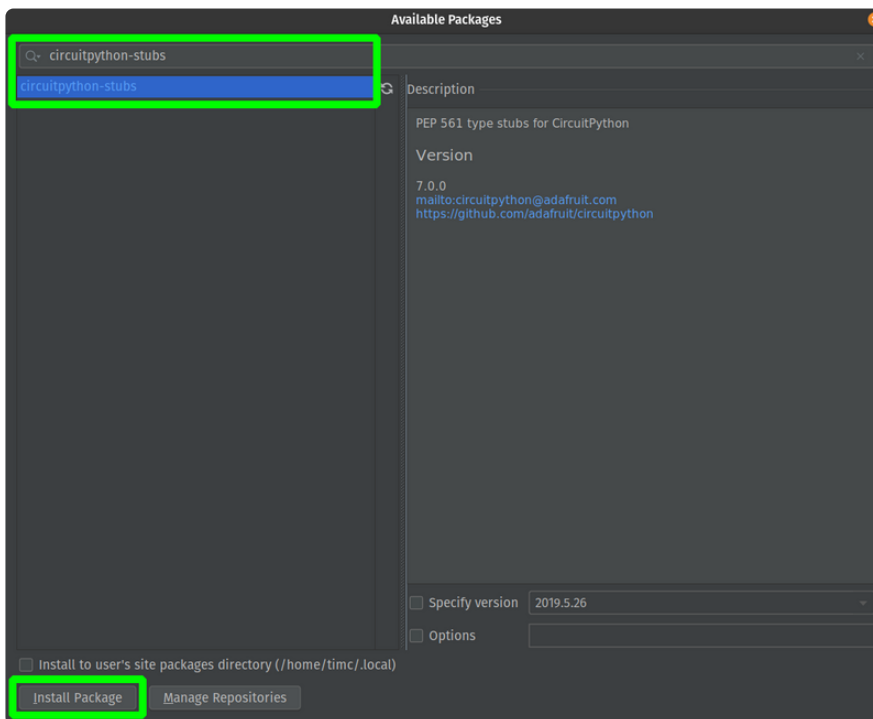 Available Packages
circuitpython-stubs
circuitpython-stubs
Description
PEP 561 type stubs for CircuitPython
Version
7.0.0
mailto:circuitpython@adafruit.com
https://github.com/adafruit/circuitpython
Specify version 2019.5.26
Options
Install to user's site packages directory (/home/timc/.local)
Install Package Manage Repositories